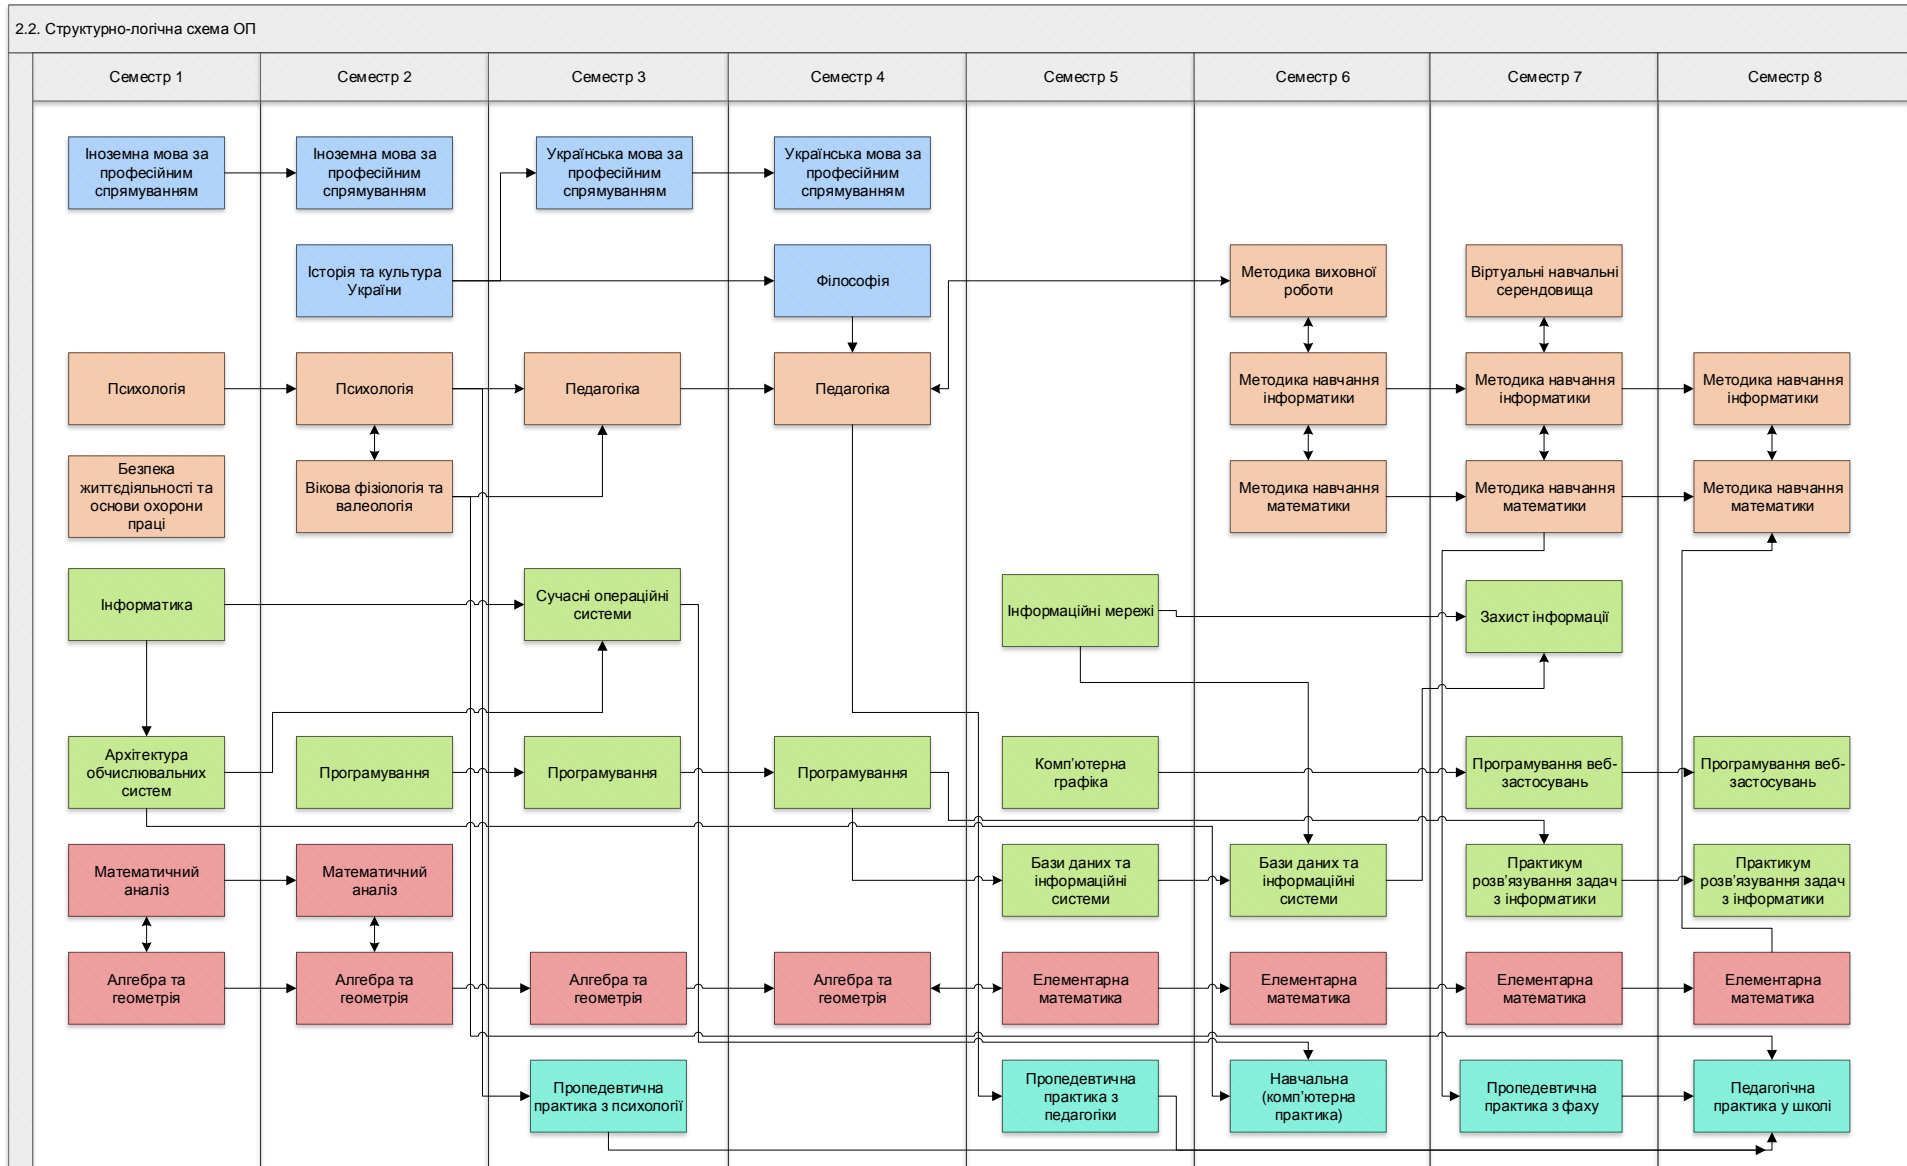 2.2. Структурно-логічна схема ОП
Семестр 1
Семестр 2
Семестр 3
Семестр 4
Семестр 5
Семестр 6
Семестр 7
Семестр 8
Іноземна мова за
професійним
спрямуванням
Іноземна мова за
професійним
спрямуванням
Українська мова за
професійним
спрямуванням
Українська мова за
професійним
спрямуванням
Історія та культура
України
Філософія
Методика виховної
роботи
Віртуальні навчальні
серендовища
Психологія
Психологія
Педагогіка
Педагогіка
Методика навчання
інформатики
Методика навчання
інформатики
Методика навчання
інформатики
Безпека
життєдіяльності та
основи охорони
праці
Вікова фізіологія та
валеологія
Методика навчання
математики
Методика навчання
математики
Методика навчання
математики
Інформатика
Сучасні операційні
системи
Інформаційні мережі
Захист інформації
Архітектура
обчислювальних
систем
Програмування
Програмування
Програмування
Комп'ютерна
графіка
Програмування веб-
застосувань
Програмування веб-
застосувань
Математичний
аналіз
Математичний
аналіз
Бази даних та
інформаційні
системи
Бази даних та
інформаційні
системи
Практикум
розв'язування задач
з інформатики
Практикум
розв'язування задач
з інформатики
Алгебра та
геометрія
Алгебра та
геометрія
Алгебра та
геометрія
Алгебра та
геометрія
Елементарна
математика
Елементарна
математика
Елементарна
математика
Елементарна
математика
Пропедевтична
практика з психології
Пропедевтична
практика з
педагогіки
Навчальна
(комп'ютерна
практика)
Пропедевтична
практика з фаху
Педагогічна
практика у школі